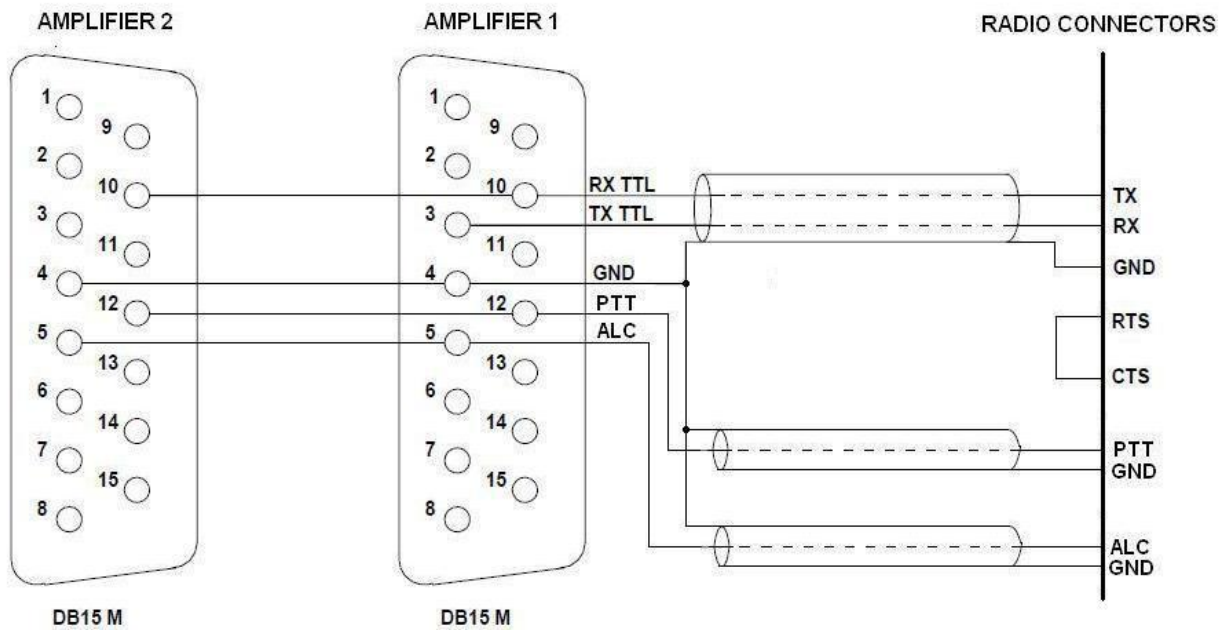 AMPLIFIER 2
AMPLIFIER 1
RADIO CONNECTORS
1
9
2
10
3
11
4
12
5
13
6
14
7
15
8
DB15 M
1
9
2
10
3
11
4
12
5
13
6
14
7
15
8
DB15 M
RX TTL
TX TTL
GND
PTT
ALC
TX
RX
GND
RTS
CTS
PTT
GND
ALC
GND